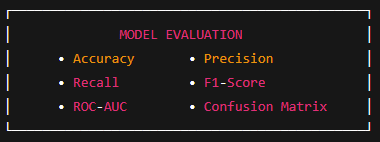 MODEL EVALUATION
• Accuracy • Precision
• Recall • F1-Score
• ROC-AUC • Confusion Matrix